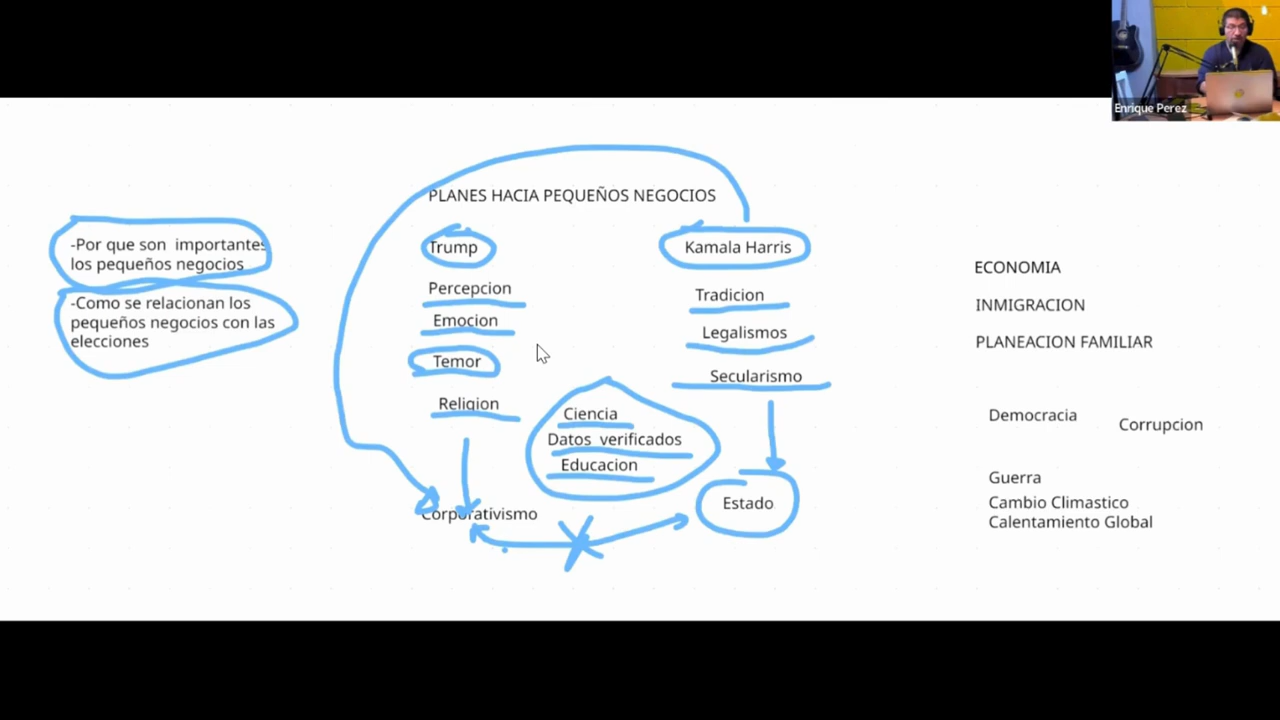 Enrique Perez
PLANES HACIA PEQUEÑOS NEGOCIOS
-Por que son importantes
los pequeños negocios
-Como se relacionan los
pequeños negocios con las
elecciones
Trump
Percepcion
Emocion
Temor
Religion
Corporativismo
Ciencia
Datos verificados
Educacion
Kamala Harris
Tradicion
Legalismos
Secularismo
Estado
ECONOMIA
INMIGRACION
PLANEACION FAMILIAR
Democracia
Corrupcion
Guerra
Cambio Climastico
Calentamiento Global